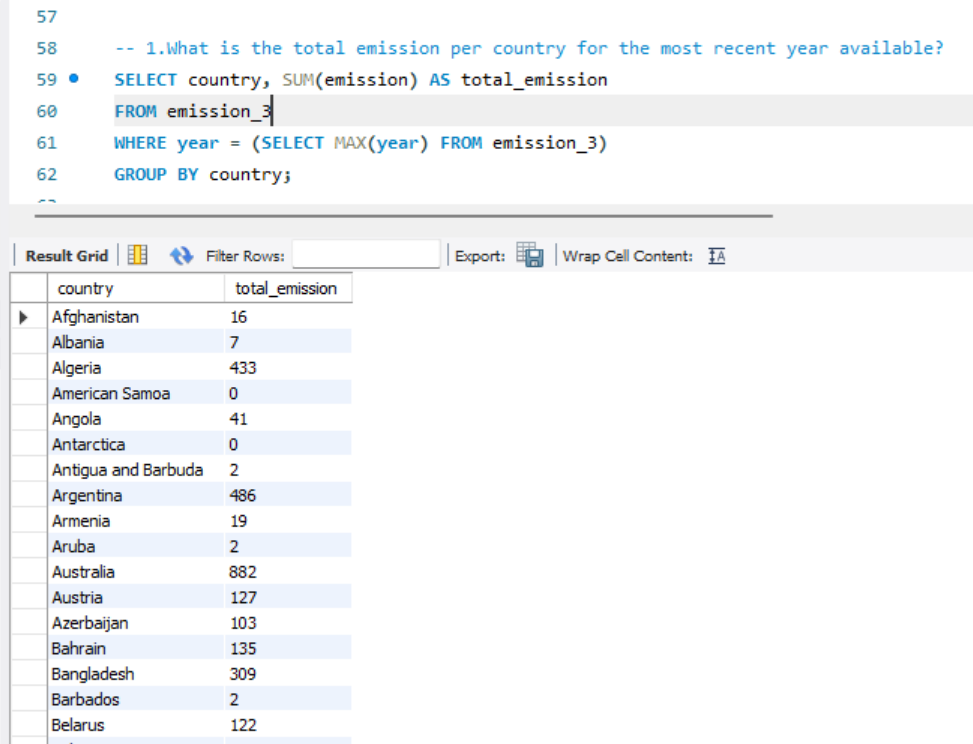 57
58 -- 1.What is the total emission per country for the most recent year available?
59 SELECT country, SUM(emission) AS total_emission
60 FROM emission_3
61 WHERE year = (SELECT MAX(year) FROM emission_3)
62 GROUP BY country;
Result Grid Filter Rows: Export: Wrap Cell Content: IA
country total_emission
Afghanistan 16
Albania 7
Algeria 433
American Samoa 0
Angola 41
Antarctica 0
Antigua and Barbuda 2
Argentina 486
Armenia 19
Aruba 2
Australia 882
Austria 127
Azerbaijan 103
Bahrain 135
Bangladesh 309
Barbados 2
Belarus 122